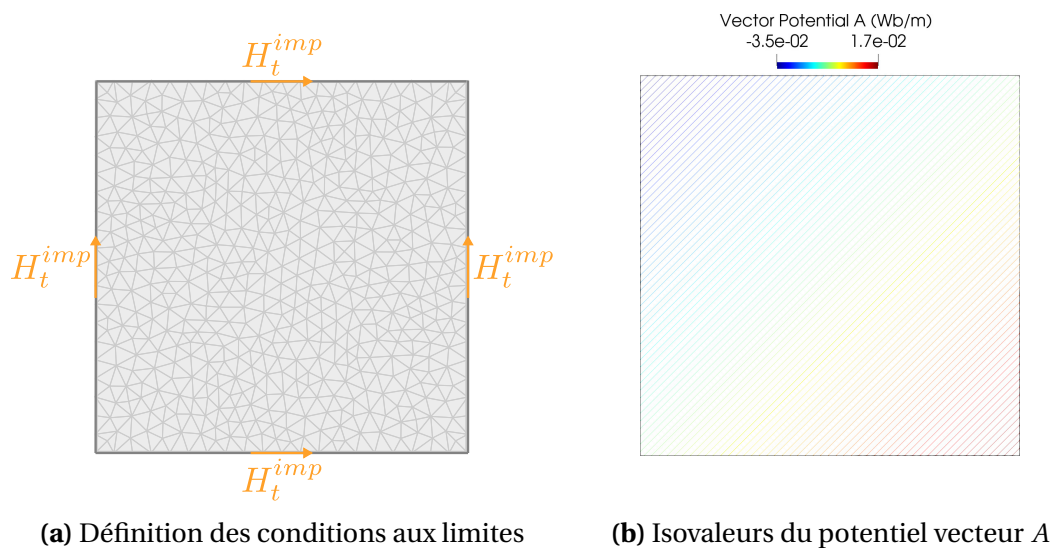 Vector Potential A (Wb/m)
-3.5e-02 1.7e-02
H_t^{imp}
H_t^{imp} H_t^{imp}
H_t^{imp}
(a) Définition des conditions aux limites
(b) Isovaleurs du potentiel vecteur A